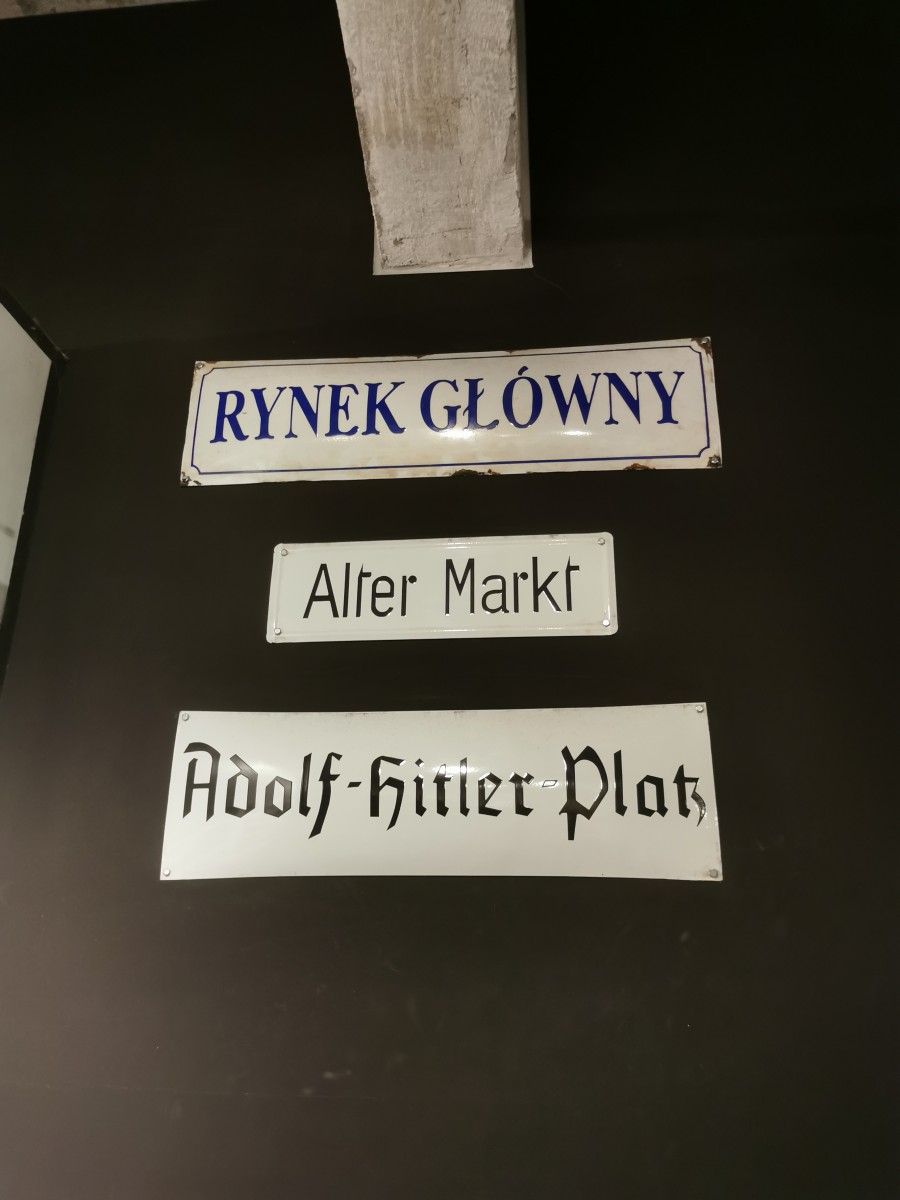 RYNEK GŁÓWNY
Alter Markt
Adolf-Hitler-Platz